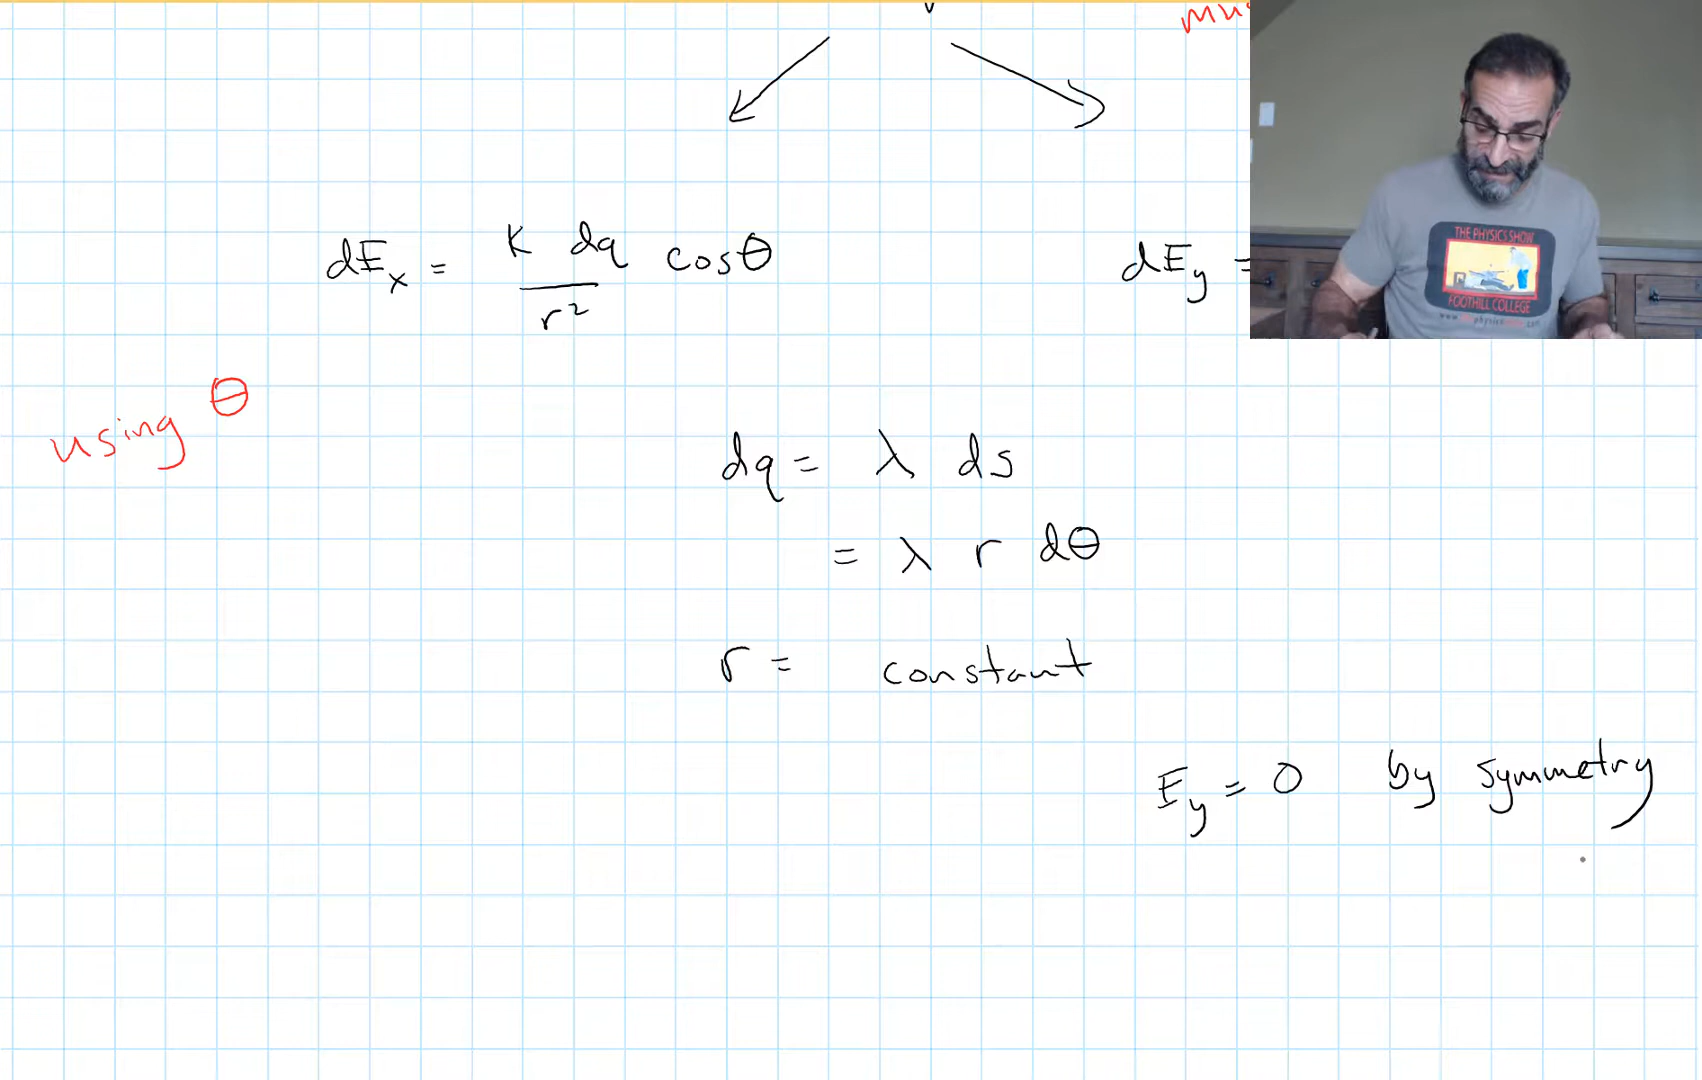 dE_x = K dq / r² cosθ
dE_y =
using θ
dq = λ ds
= λ r dθ
r = constant
E_y = 0 by symmetry
THE PHYSICS SHOW
FOOTHILL COLLEGE